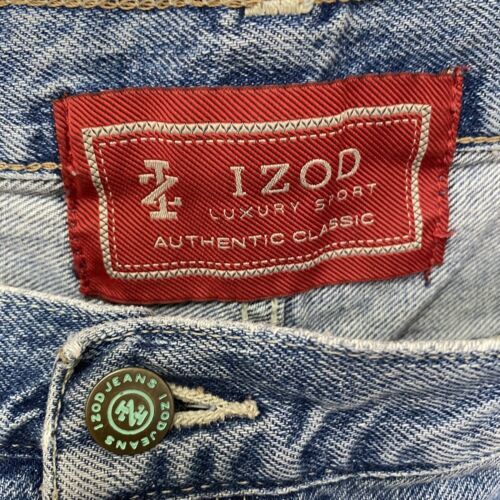 IZOD
LUXURY SPORT
AUTHENTIC CLASSIC
IZOD JEANS IZOD JEANS